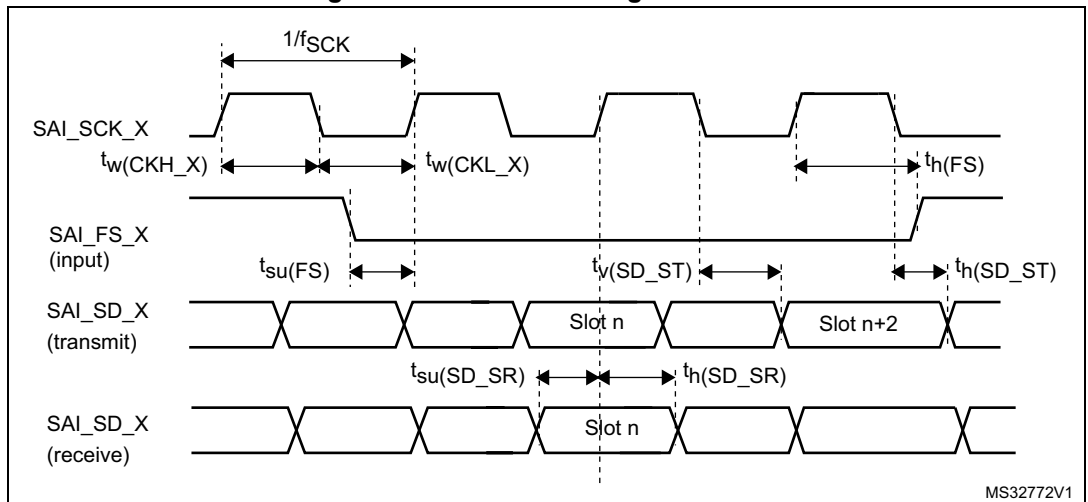 1/fSCK
SAI_SCK_X
tw(CKH_X)
tw(CKL_X)
th(FS)
SAI_FS_X
(input)
tsu(FS)
tv(SD_ST)
th(SD_ST)
SAI_SD_X
(transmit)
Slot n
Slot n+2
tsu(SD_SR)
th(SD_SR)
SAI_SD_X
(receive)
Slot n
MS32772V1